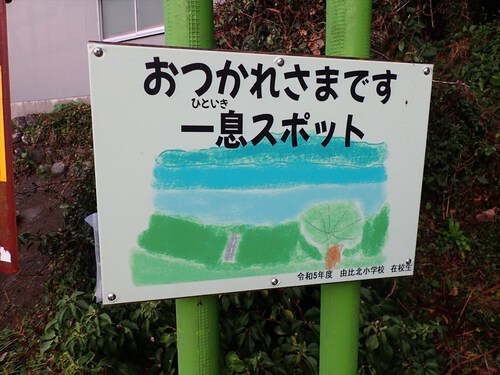 おつかれさまです
ひといき
一息スポット
令和5年度 由比北小学校 在校生